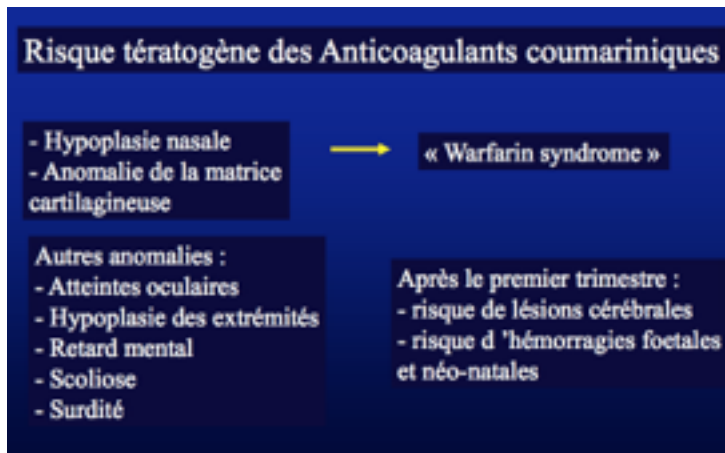 Risque tératogène des Anticoagulants coumariniques
- Hypoplasie nasale
- Anomalie de la matrice
cartilagineuse
« Warfarin syndrome »
Autres anomalies :
- Atteintes oculaires
- Hypoplasie des extrémités
- Retard mental
- Scoliose
- Surdité
Après le premier trimestre :
- risque de lésions cérébrales
- risque d ’hémorragies foetales
et néo-natales